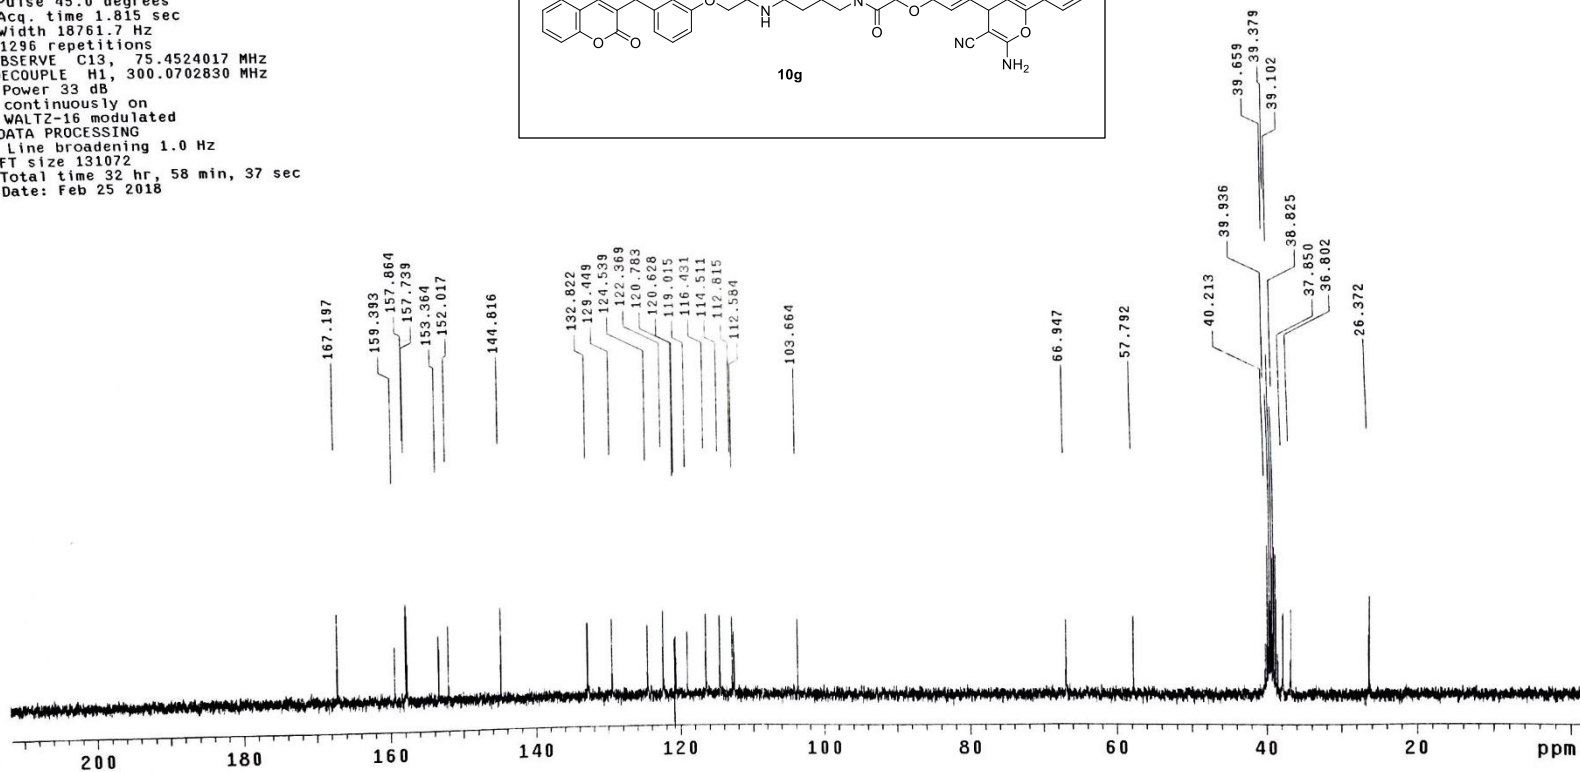 Pulse 45.0 degrees
Acq. time 1.815 sec
Width 18761.7 Hz
1296 repetitions
BSERVE C13, 75.4524017 MHz
ECOUPLE H1, 300.0702830 MHz
Power 33 dB
continuously on
WALTZ-16 modulated
DATA PROCESSING
Line broadening 1.0 Hz
FT size 131072
Total time 32 hr, 58 min, 37 sec
Date: Feb 25 2018
O
O
O
N
H
N
O
O
O
NC
NH2
10g
167.197
159.393
157.864
157.739
153.364
152.017
144.816
132.822
129.449
124.539
122.369
120.783
120.628
119.015
116.431
114.511
112.815
112.584
103.664
66.947
57.792
40.213
39.936
39.659
39.379
39.102
38.825
37.850
36.802
26.372
200 180 160 140 120 100 80 60 40 20 ppm